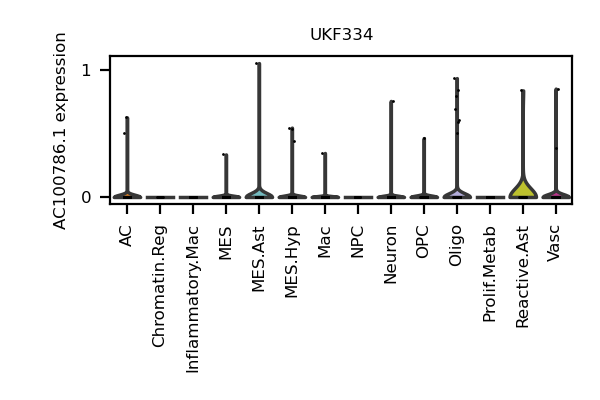 UKF334
AC100786.1 expression
1
0
AC
Chromatin.Reg
Inflammatory.Mac
MES
MES.Ast
MES.Hyp
Mac
NPC
Neuron
OPC
Oligo
Prolif.Metab
Reactive.Ast
Vasc